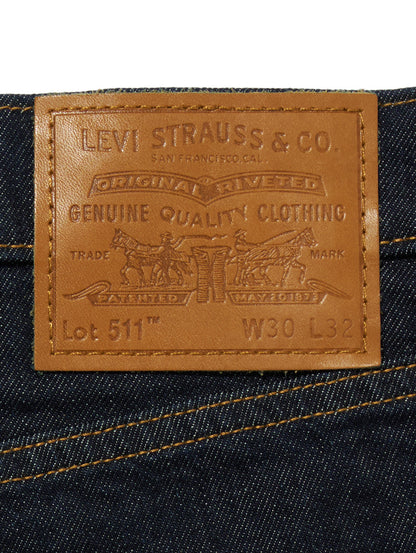 LEVI STRAUSS & CO.
SAN FRANCISCO CAL.
ORIGINAL RIVETED
GENUINE QUALITY CLOTHING
TRADE MARK
PATENTED MAY 20 1873
Lot 511™ W30 L32